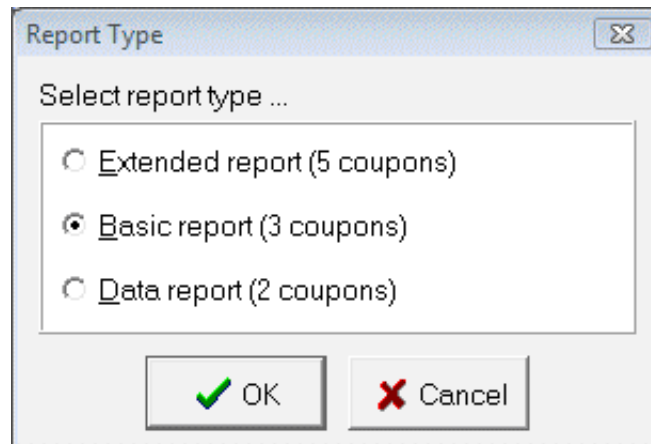 Report Type
Select report type ...
Extended report (5 coupons)
Basic report (3 coupons)
Data report (2 coupons)
OK
Cancel